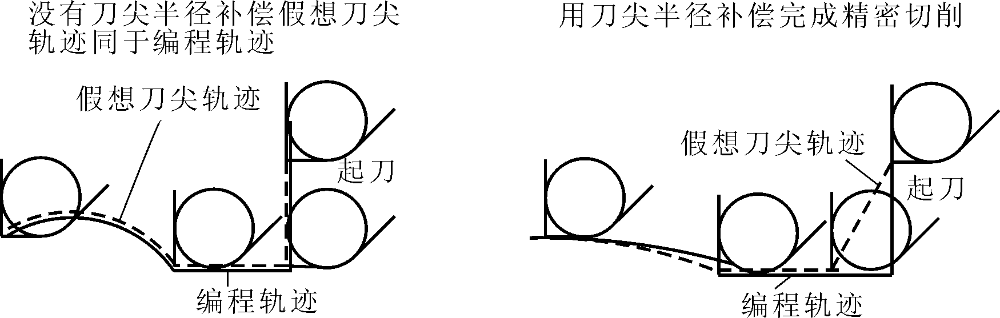 没有刀尖半径补偿假想刀尖
轨迹同于编程轨迹
假想刀尖轨迹
起刀
编程轨迹
用刀尖半径补偿完成精密切削
假想刀尖轨迹
起刀
编程轨迹